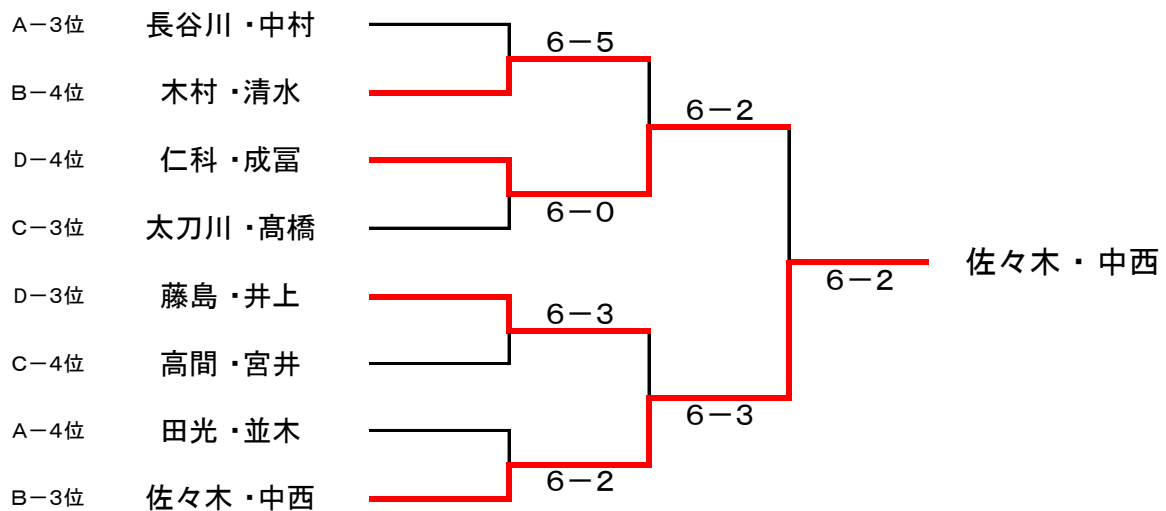 A－3位 長谷川・中村
6－5
B－4位 木村・清水
6－2
D－4位 仁科・成冨
6－0
C－3位 太刀川・髙橋
佐々木・中西
6－2
D－3位 藤島・井上
6－3
C－4位 高間・宮井
6－3
A－4位 田光・並木
6－2
B－3位 佐々木・中西